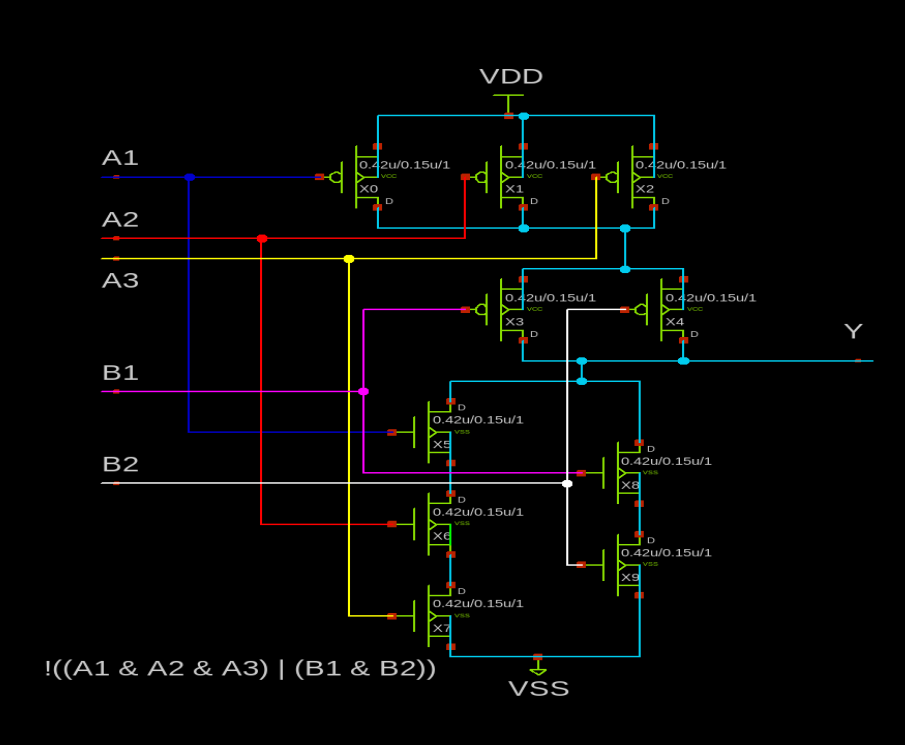 VDD
A1
0.42u/0.15u/1 0.42u/0.15u/1 0.42u/0.15u/1
VCC VCC VCC
X0 X1 X2
D D D
A2
A3
0.42u/0.15u/1 0.42u/0.15u/1
VCC VCC
X3 X4
D D
Y
B1
D
0.42u/0.15u/1
VSS
X5
D
0.42u/0.15u/1
X8
B2
D
0.42u/0.15u/1
VSS
X6
D
0.42u/0.15u/1
VSS
X9
D
0.42u/0.15u/1
VSS
X7
!((A1 & A2 & A3) | (B1 & B2))
VSS